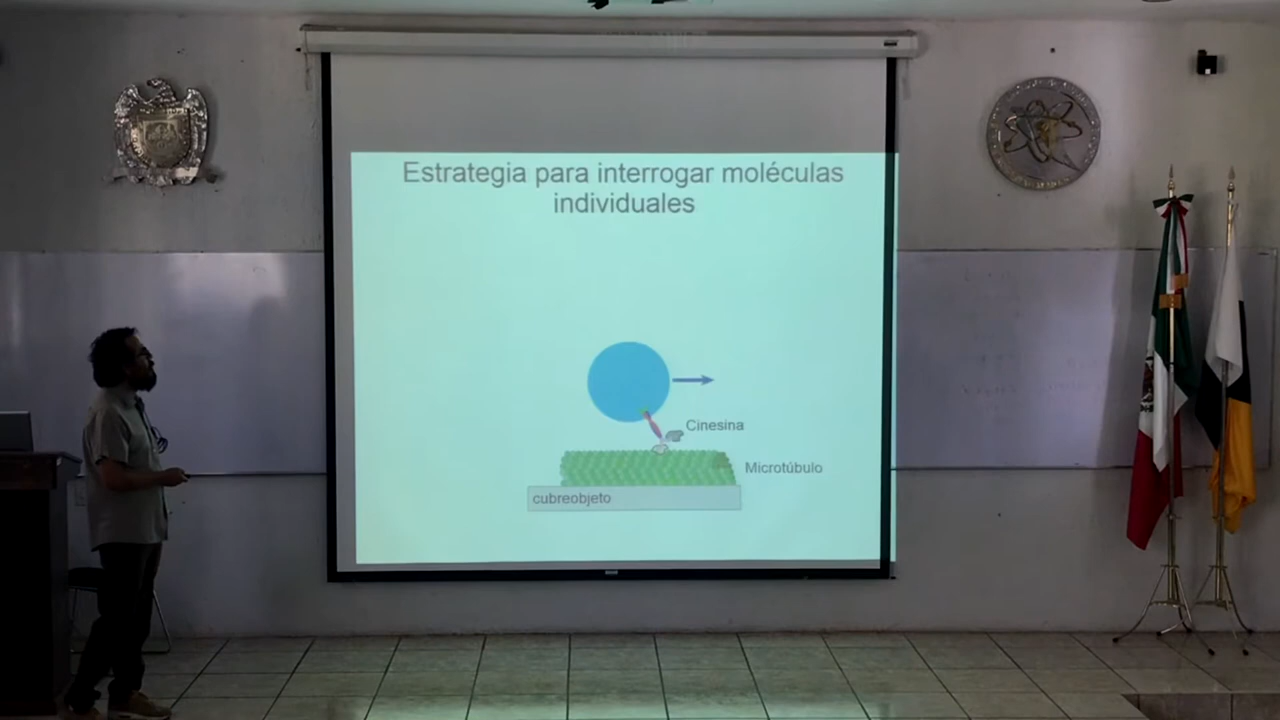 Estrategia para interrogar moléculas
individuales
Cinesina
Microtúbulo
cubreobjeto